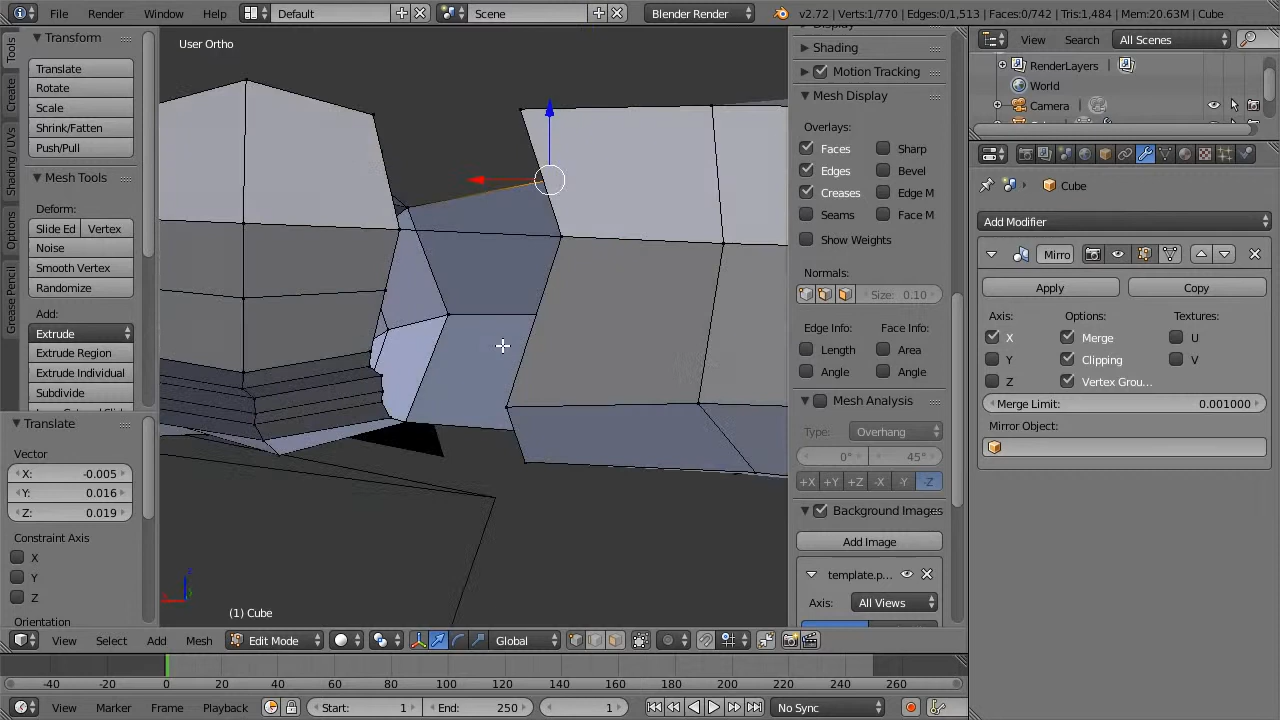 File Render Window Help Default Scene Blender Render v2.72 | Verts:1/770 | Edges:0/1,513 | Faces:0/742 | Tris:1,484 | Mem:20.63M | Cube
Tools
Create
Shading / UVs
Options
Grease Pencil
Transform
Translate
Rotate
Scale
Shrink/Fatten
Push/Pull
Mesh Tools
Deform:
Slide Ed Vertex
Noise
Smooth Vertex
Randomize
Add:
Extrude
Extrude Region
Extrude Individual
Subdivide
Translate
Vector
X: -0.005
Y: 0.016
Z: 0.019
Constraint Axis
X
Y
Z
Orientation
User Ortho
(1) Cube
Shading
Motion Tracking
Mesh Display
Overlays:
Faces Sharp
Edges Bevel
Creases Edge M
Seams Face M
Show Weights
Normals:
Size: 0.10
Edge Info: Face Info:
Length Area
Angle Angle
Mesh Analysis
Type: Overhang
0° 45°
+X +Y +Z -X -Y -Z
Background Images
Add Image
template.p...
Axis: All Views
View Search All Scenes
RenderLayers
World
Camera
Cube
Add Modifier
Mirro
Apply Copy
Axis: Options: Textures:
X Merge U
Y Clipping V
Z Vertex Grou...
Merge Limit: 0.001000
Mirror Object:
View Select Add Mesh Edit Mode Global
-40 -20 0 20 40 60 80 100 120 140 160 180 200 220 240 260
View Marker Frame Playback Start: 1 End: 250 1 No Sync